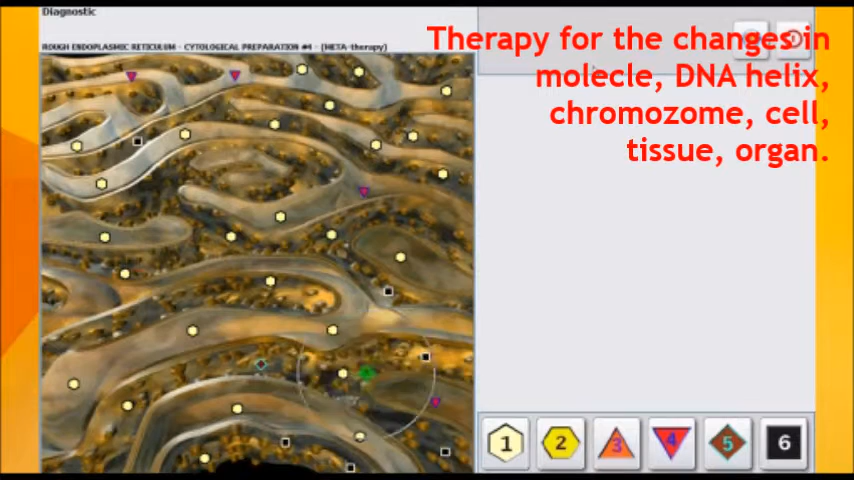 Diagnostic
ROUGH ENDOPLASMIC RETICULUM - CYTOLOGICAL PREPARATION #4 - (META-therapy)
Therapy for the changes in
molecle, DNA helix,
chromozome, cell,
tissue, organ.
1 2 3 4 5 6